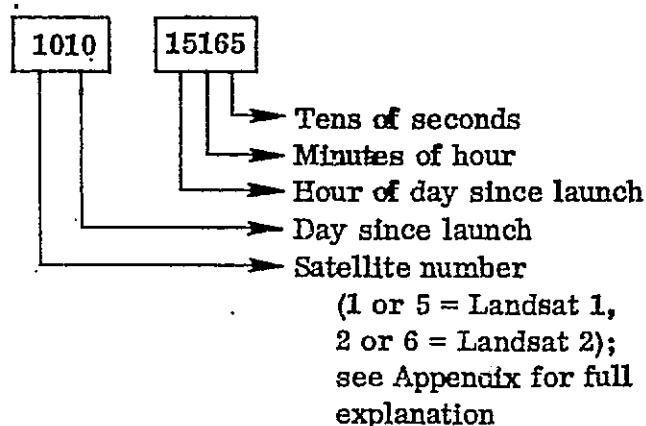 1010 15165
Tens of seconds
Minutes of hour
Hour of day since launch
Day since launch
Satellite number
(1 or 5 = Landsat 1,
2 or 6 = Landsat 2);
see Appendix for full
explanation